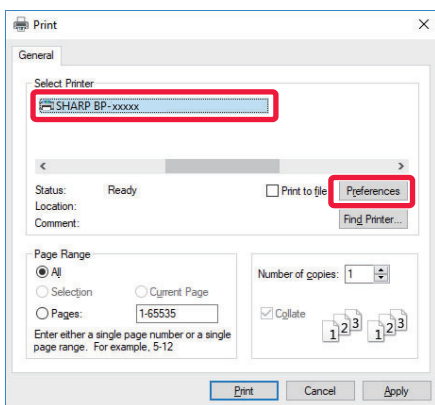 Print
General
Select Printer
SHARP BP-xxxxx
Status: Ready
Print to file
Preferences
Location:
Comment:
Find Printer...
Page Range
All
Selection
Current Page
Pages: 1-65535
Enter either a single page number or a single
page range. For example, 5-12
Number of copies: 1
Collate
1 2 3
1 2 3
Print
Cancel
Apply